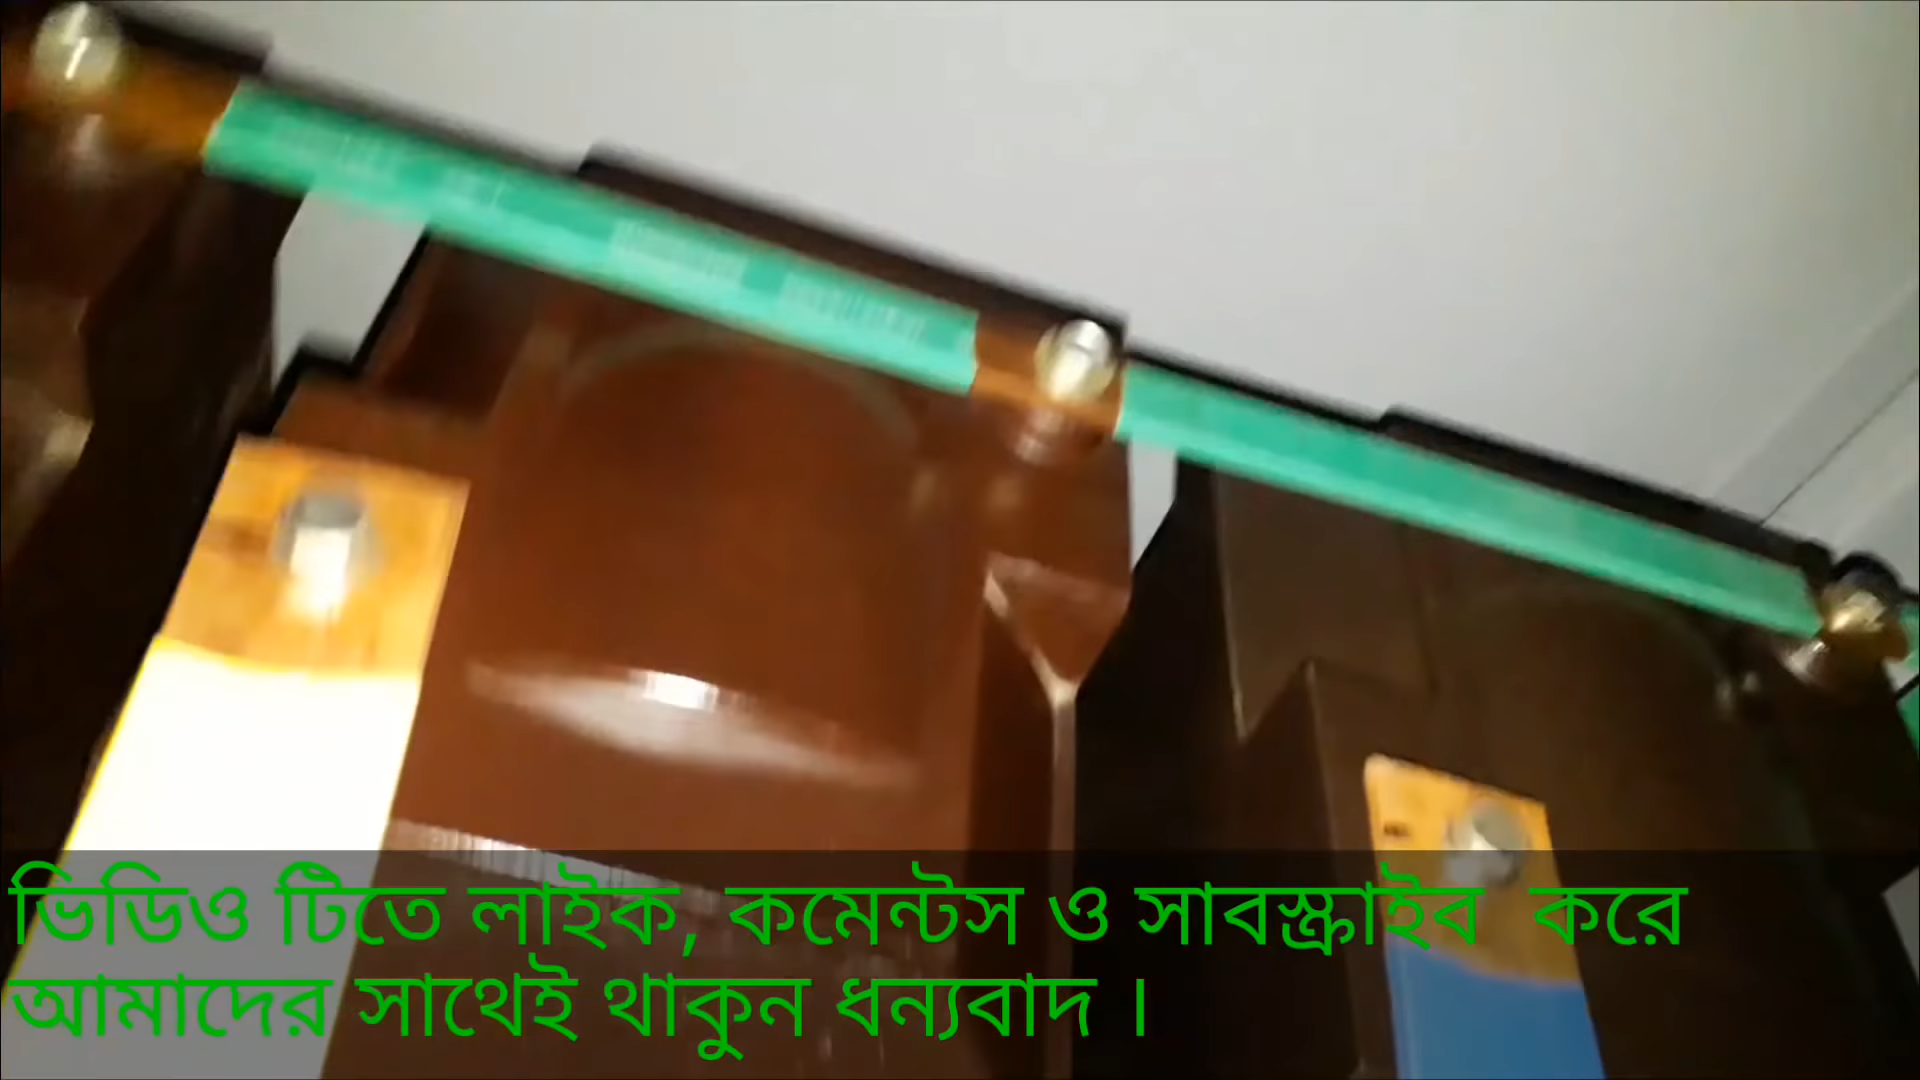 ভিডিও টিতে লাইক, কমেন্টস ও সাবস্ক্রাইব করে
আমাদের সাথেই থাকুন ধন্যবাদ ।